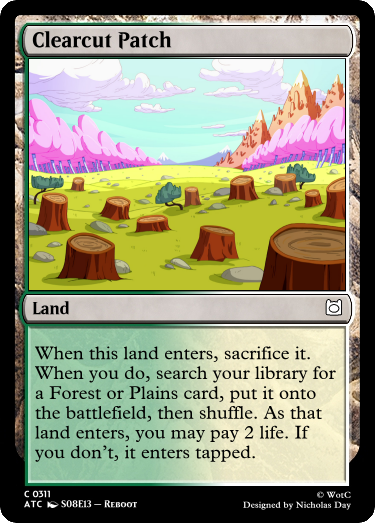 Clearcut Patch
Land
When this land enters, sacrifice it.
When you do, search your library for
a Forest or Plains card, put it onto
the battlefield, then shuffle. As that
land enters, you may pay 2 life. If
you don't, it enters tapped.
C 0311
ATC S08E13 – Reboot
© WotC
Designed by Nicholas Day